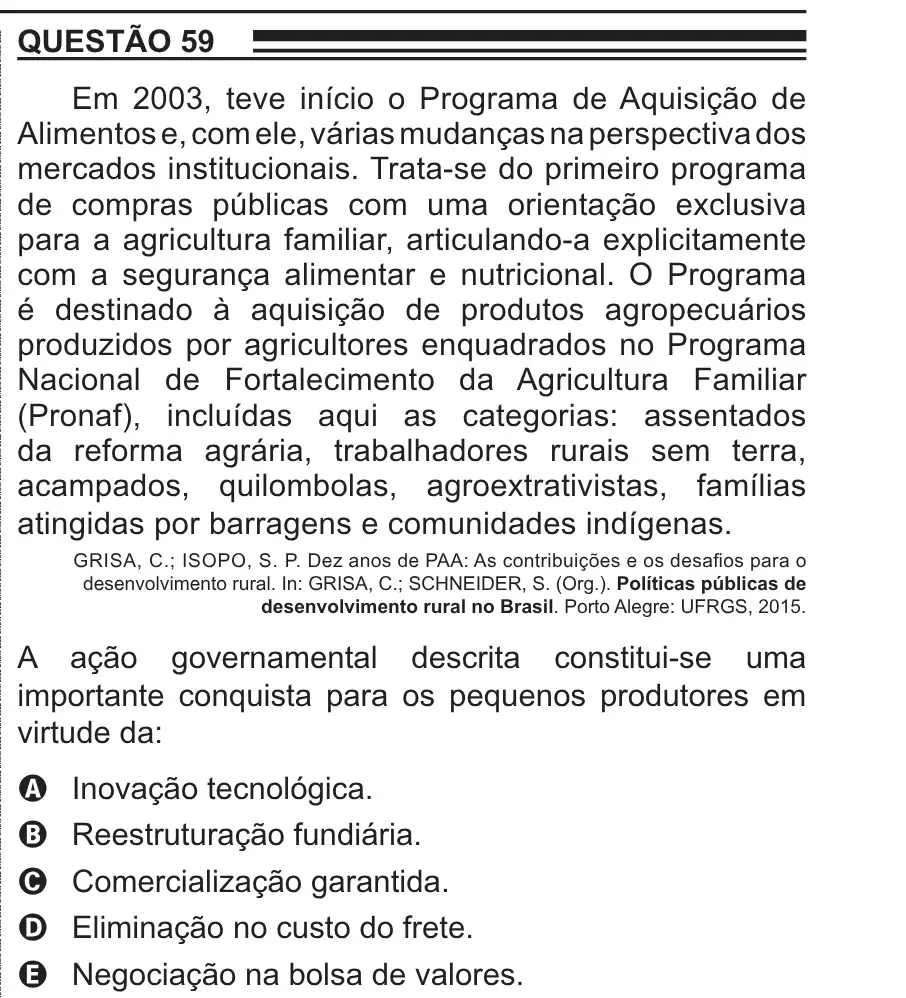 QUESTÃO 59
Em 2003, teve início o Programa de Aquisição de
Alimentos e, com ele, várias mudanças na perspectiva dos
mercados institucionais. Trata-se do primeiro programa
de compras públicas com uma orientação exclusiva
para a agricultura familiar, articulando-a explicitamente
com a segurança alimentar e nutricional. O Programa
é destinado à aquisição de produtos agropecuários
produzidos por agricultores enquadrados no Programa
Nacional de Fortalecimento da Agricultura Familiar
(Pronaf), incluídas aqui as categorias: assentados
da reforma agrária, trabalhadores rurais sem terra,
acampados, quilombolas, agroextrativistas, famílias
atingidas por barragens e comunidades indígenas.
GRISA, C.; ISOPO, S. P. Dez anos de PAA: As contribuições e os desafios para o
desenvolvimento rural. In: GRISA, C.; SCHNEIDER, S. (Org.). Políticas públicas de
desenvolvimento rural no Brasil. Porto Alegre: UFRGS, 2015.
A ação governamental descrita constitui-se uma
importante conquista para os pequenos produtores em
virtude da:
A Inovação tecnológica.
B Reestruturação fundiária.
C Comercialização garantida.
D Eliminação no custo do frete.
E Negociação na bolsa de valores.